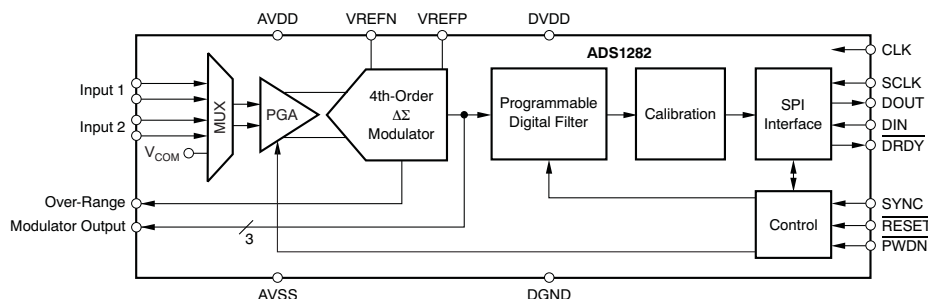 AVDD
VREFN
VREFP
DVDD
ADS1282
CLK
Input 1
Input 2
VCOM
MUX
PGA
4th-Order
ΔΣ
Modulator
Programmable
Digital Filter
Calibration
SPI
Interface
SCLK
DOUT
DIN
DRDY
Over-Range
Modulator Output
3
Control
SYNC
RESET
PWDN
AVSS
DGND